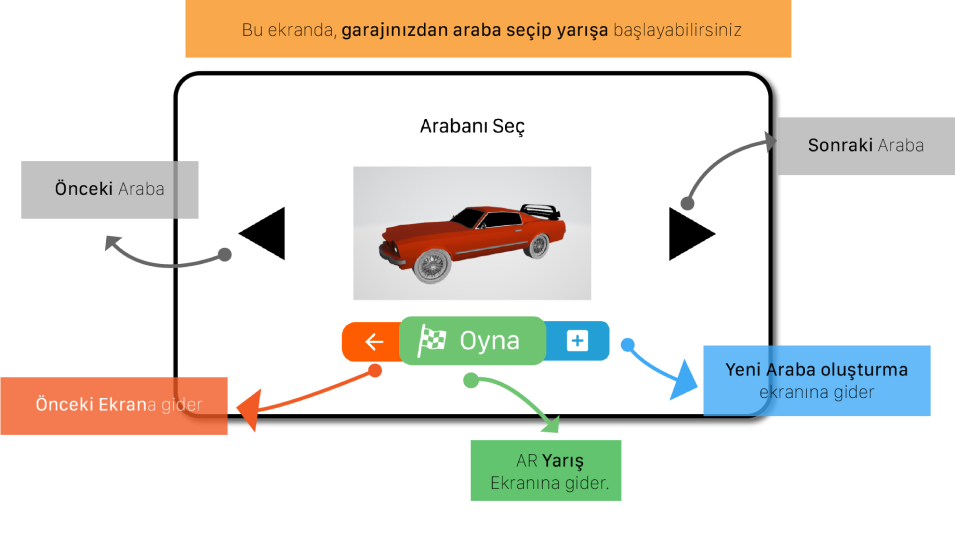 Bu ekranda, garajınızdan araba seçip yarışa başlayabilirsiniz
Arabanı Seç
Sonraki Araba
Önceki Araba
Oyna
Yeni Araba oluşturma
ekranına gider
Önceki Ekrana gider
AR Yarış
Ekranına gider.